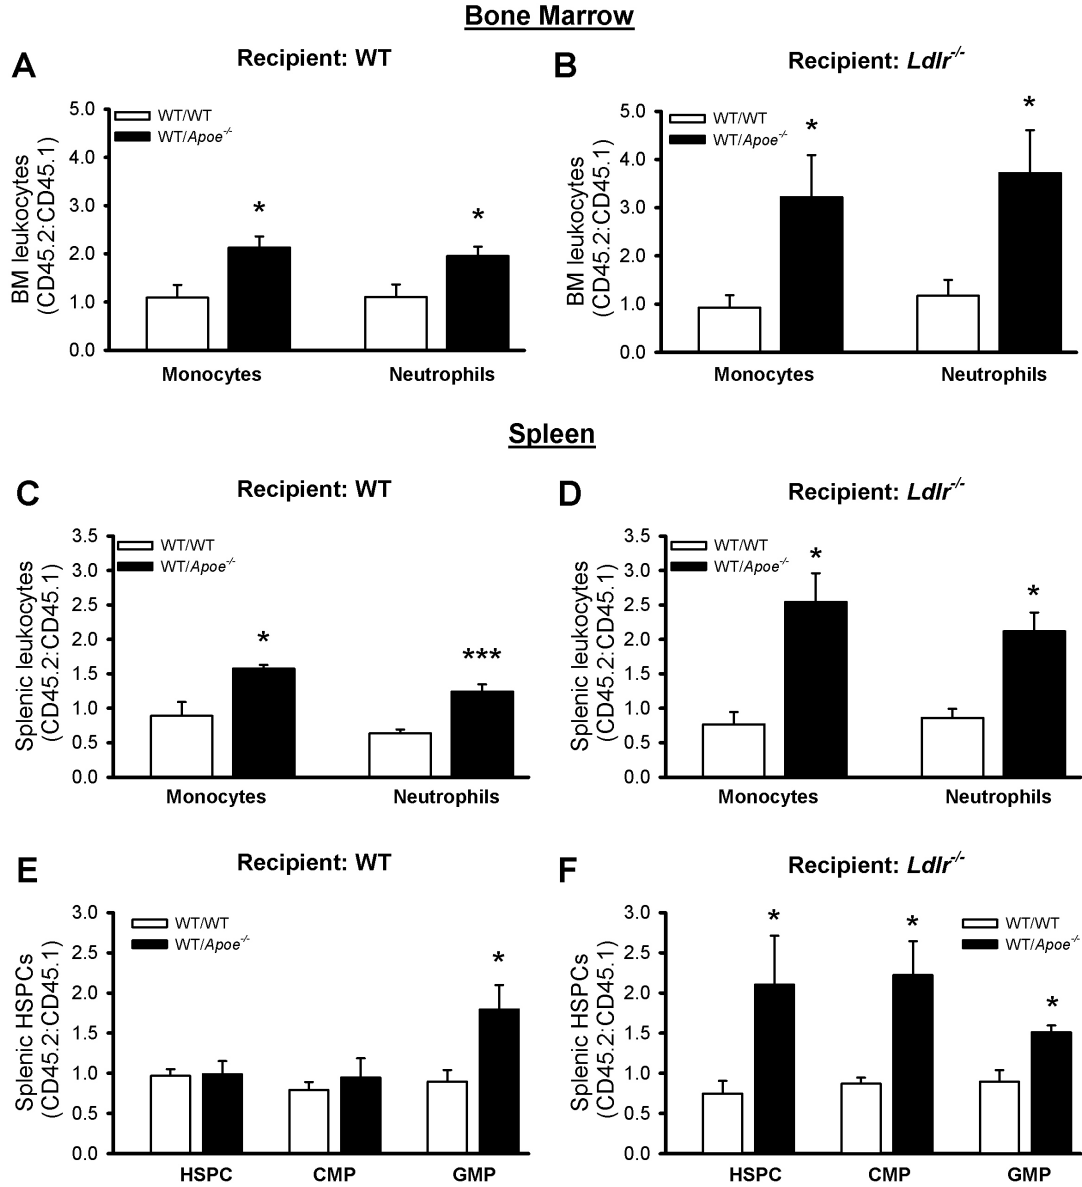 Bone Marrow
A
Recipient: WT
WT/WT
WT/Apoe-/-
5.0
4.0
3.0
2.0
1.0
0.0
BM leukocytes
(CD45.2:CD45.1)
*
*
Monocytes
Neutrophils
B
Recipient: Ldlr-/-
WT/WT
WT/Apoe-/-
5.0
4.0
3.0
2.0
1.0
0.0
BM leukocytes
(CD45.2:CD45.1)
*
*
Monocytes
Neutrophils
Spleen
C
Recipient: WT
WT/WT
WT/Apoe-/-
3.5
3.0
2.5
2.0
1.5
1.0
0.5
0.0
Splenic leukocytes
(CD45.2:CD45.1)
*
***
Monocytes
Neutrophils
D
Recipient: Ldlr-/-
WT/WT
WT/Apoe-/-
3.5
3.0
2.5
2.0
1.5
1.0
0.5
0.0
Splenic leukocytes
(CD45.2:CD45.1)
*
*
Monocytes
Neutrophils
E
Recipient: WT
WT/WT
WT/Apoe-/-
3.0
2.5
2.0
1.5
1.0
0.5
0.0
Splenic HSPCs
(CD45.2:CD45.1)
*
HSPC
CMP
GMP
F
Recipient: Ldlr-/-
WT/WT
WT/Apoe-/-
3.0
2.5
2.0
1.5
1.0
0.5
0.0
Splenic HSPCs
(CD45.2:CD45.1)
*
*
*
HSPC
CMP
GMP